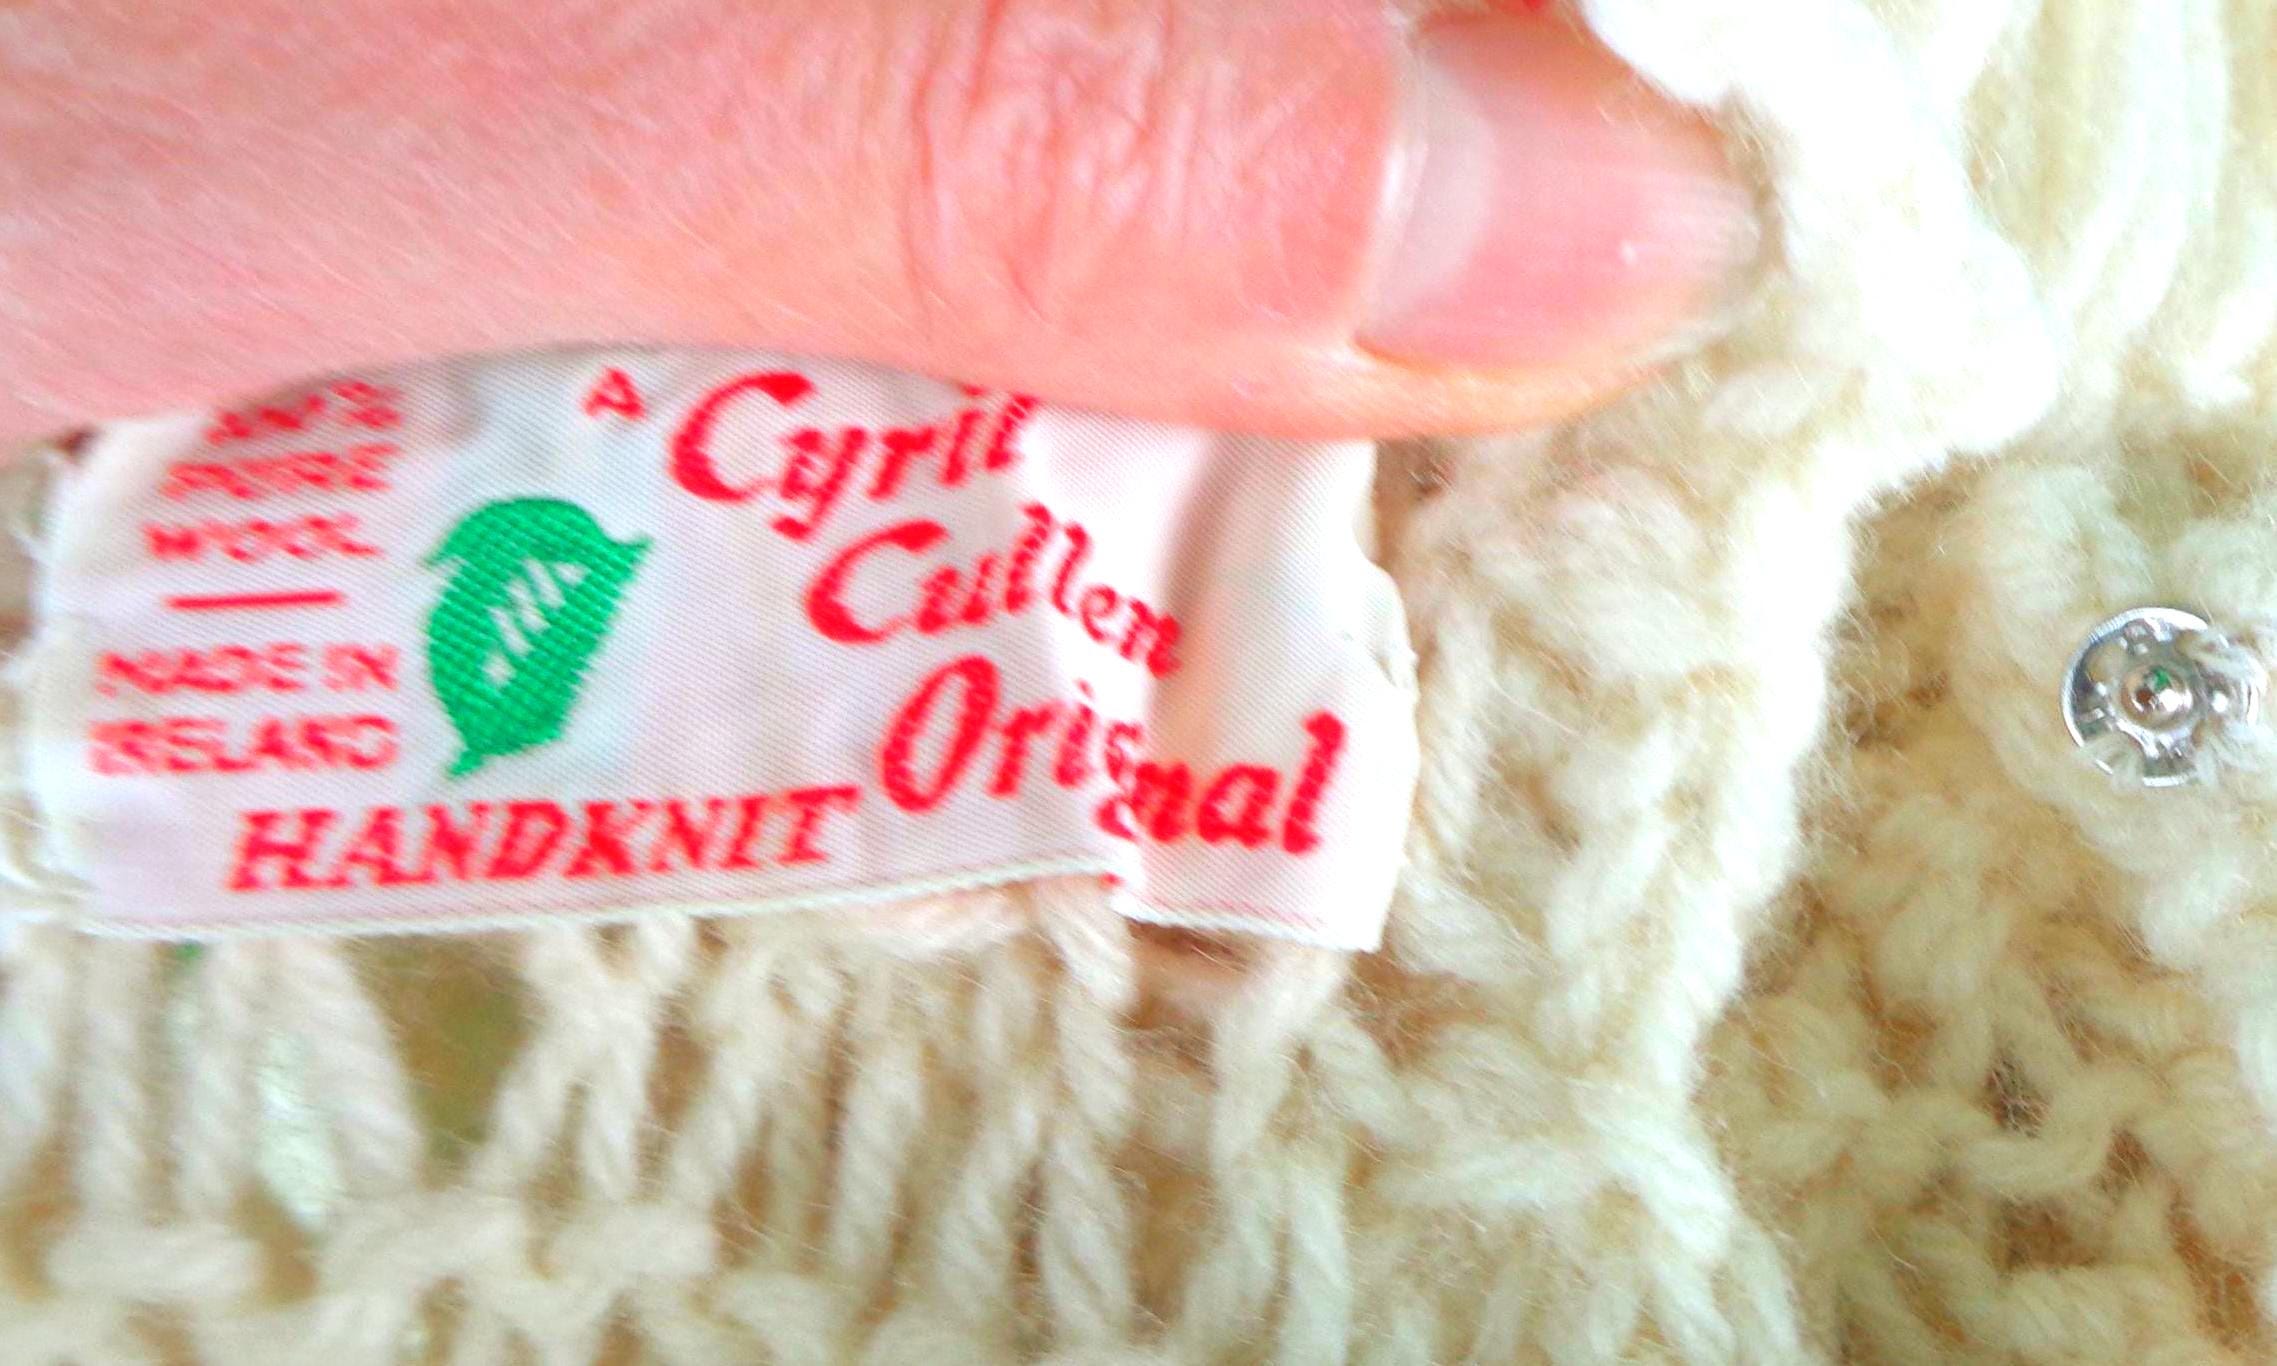 PURE
WOOL
MADE IN
IRELAND
A
Cyril
Cullen
Original
HANDKNIT